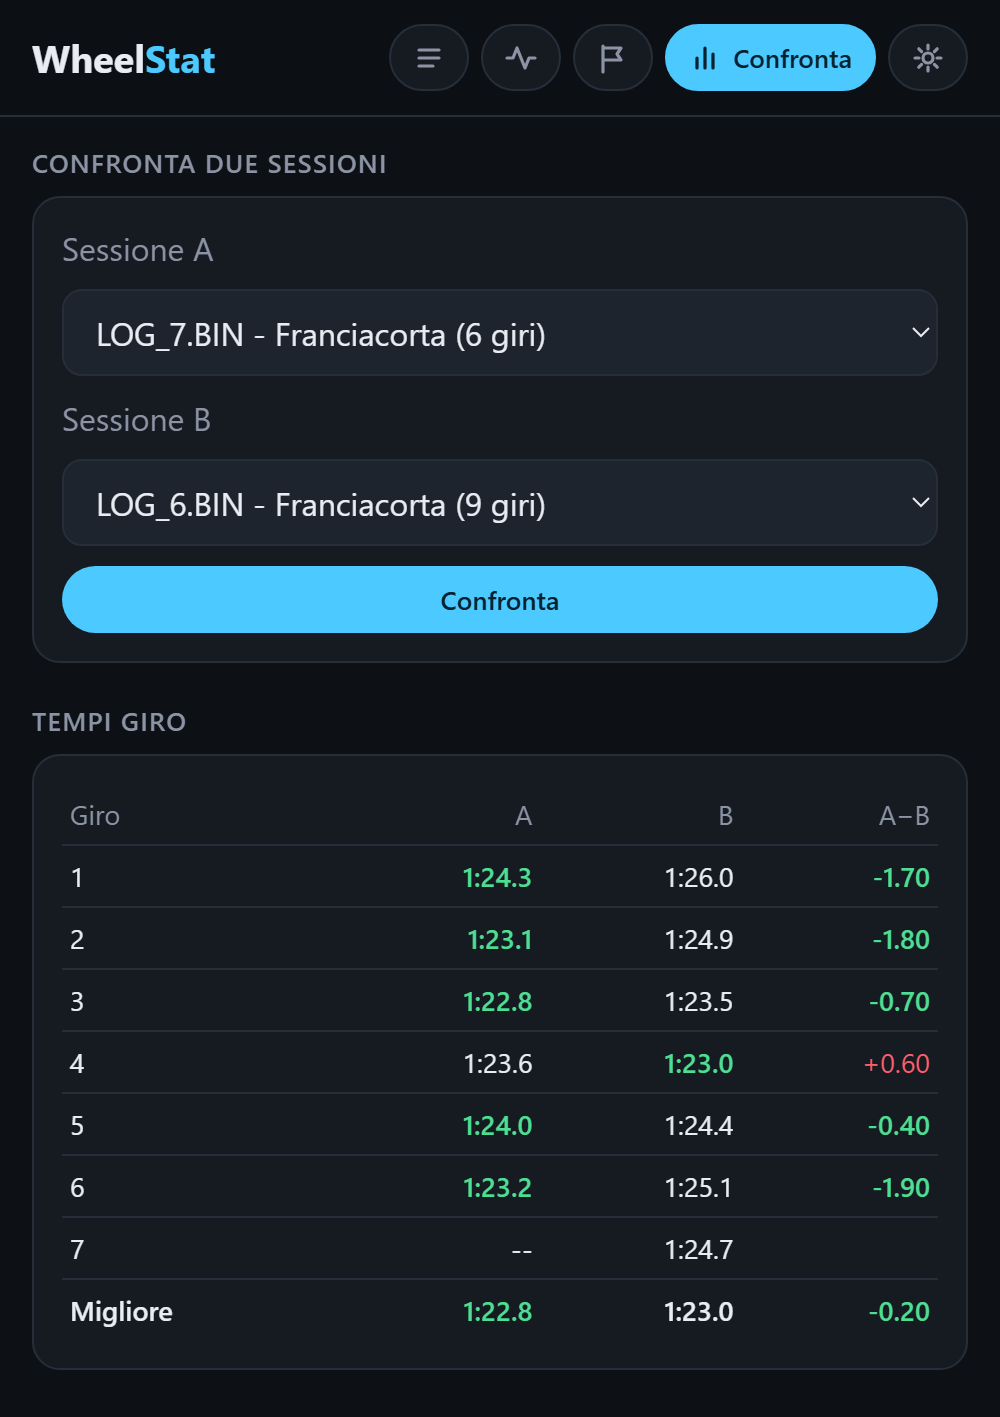 WheelStat
Confronta
CONFRONTA DUE SESSIONI
Sessione A
LOG_7.BIN - Franciacorta (6 giri)
Sessione B
LOG_6.BIN - Franciacorta (9 giri)
Confronta
TEMPI GIRO
Giro A B A−B
1 1:24.3 1:26.0 -1.70
2 1:23.1 1:24.9 -1.80
3 1:22.8 1:23.5 -0.70
4 1:23.6 1:23.0 +0.60
5 1:24.0 1:24.4 -0.40
6 1:23.2 1:25.1 -1.90
7 -- 1:24.7
Migliore 1:22.8 1:23.0 -0.20